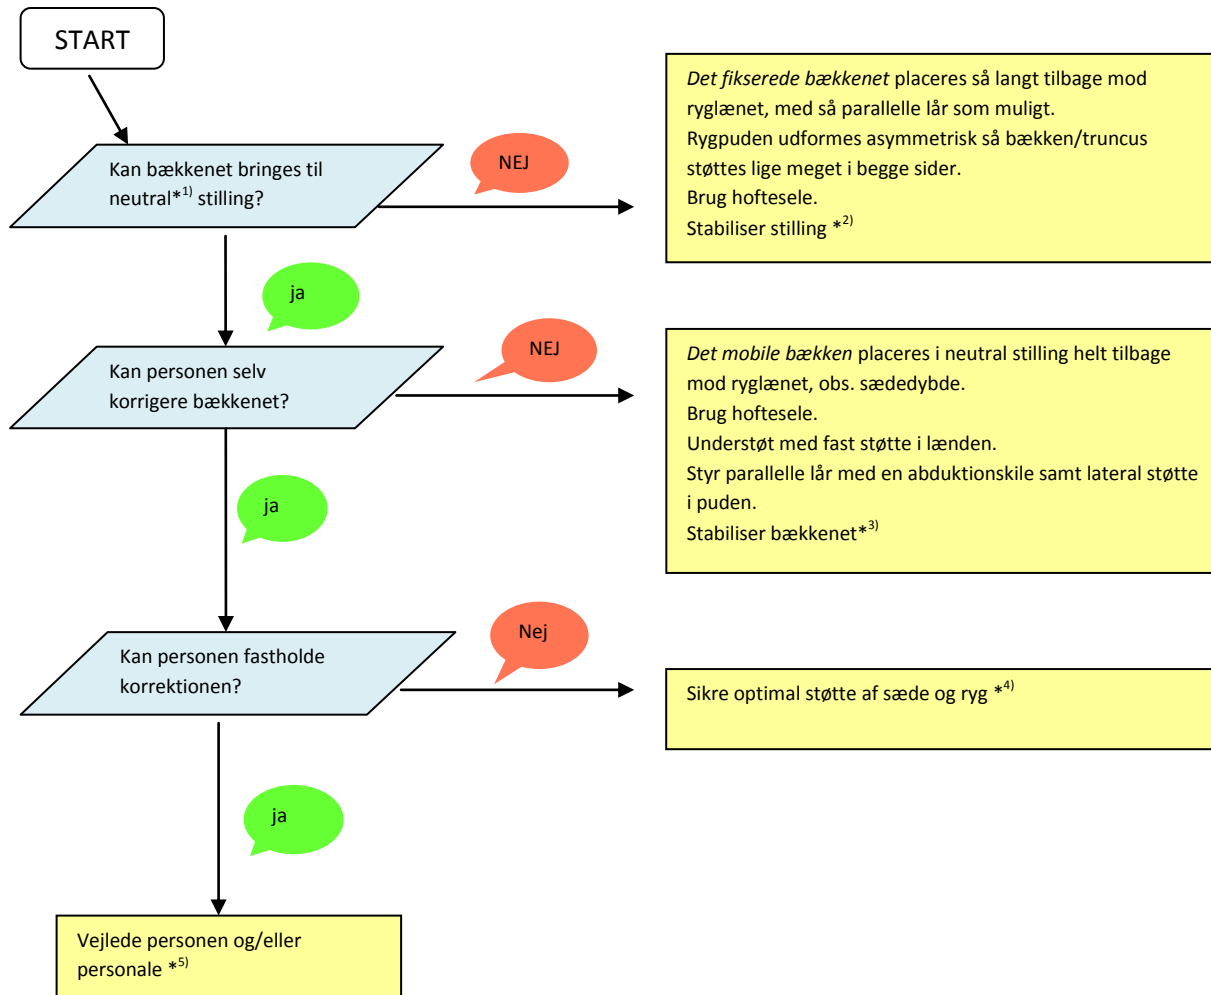 START
Kan bækkenet bringes til
neutral*1) stilling?
NEJ
Det fikserede bækkenet placeres så langt tilbage mod
ryglænet, med så parallelle lår som muligt.
Rygpuden udformes asymmetrisk så bækken/truncus
støttes lige meget i begge sider.
Brug hoftesele.
Stabiliser stilling *2)
ja
Kan personen selv
korrigere bækkenet?
NEJ
Det mobile bækken placeres i neutral stilling helt tilbage
mod ryglænet, obs. sædedybde.
Brug hoftesele.
Understøt med fast støtte i lænden.
Styr parallelle lår med en abduktionskile samt lateral støtte
i puden.
Stabiliser bækkenet*3)
ja
Kan personen fastholde
korrektionen?
Nej
Sikre optimal støtte af sæde og ryg *4)
ja
Vejlede personen og/eller
personale *5)